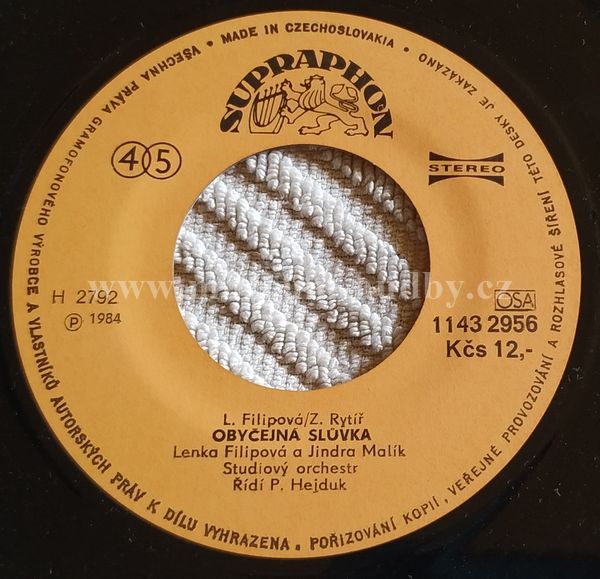 VŠECHNA PRÁVA GRAMOFONOVÉHO VÝROBCE A VLASTNÍKŮ AUTORSKÝCH PRÁV K DÍLU VYHRAZENA. POŘIZOVÁNÍ KOPIÍ, VEŘEJNÉ PROVOZOVÁNÍ A ROZHLASOVÉ ŠÍŘENÍ TÉTO DESKY JE ZAKÁZÁNO • MADE IN CZECHOSLOVAKIA •
SUPRAPHON
45
STEREO
H 2792
Ⓟ 1984
OSA
1143 2956
Kčs 12,-
L. Filipová/Z. Rytíř
OBYČEJNÁ SLŮVKA
Lenka Filipová a Jindra Malík
Studiový orchestr
Řídí P. Hejduk